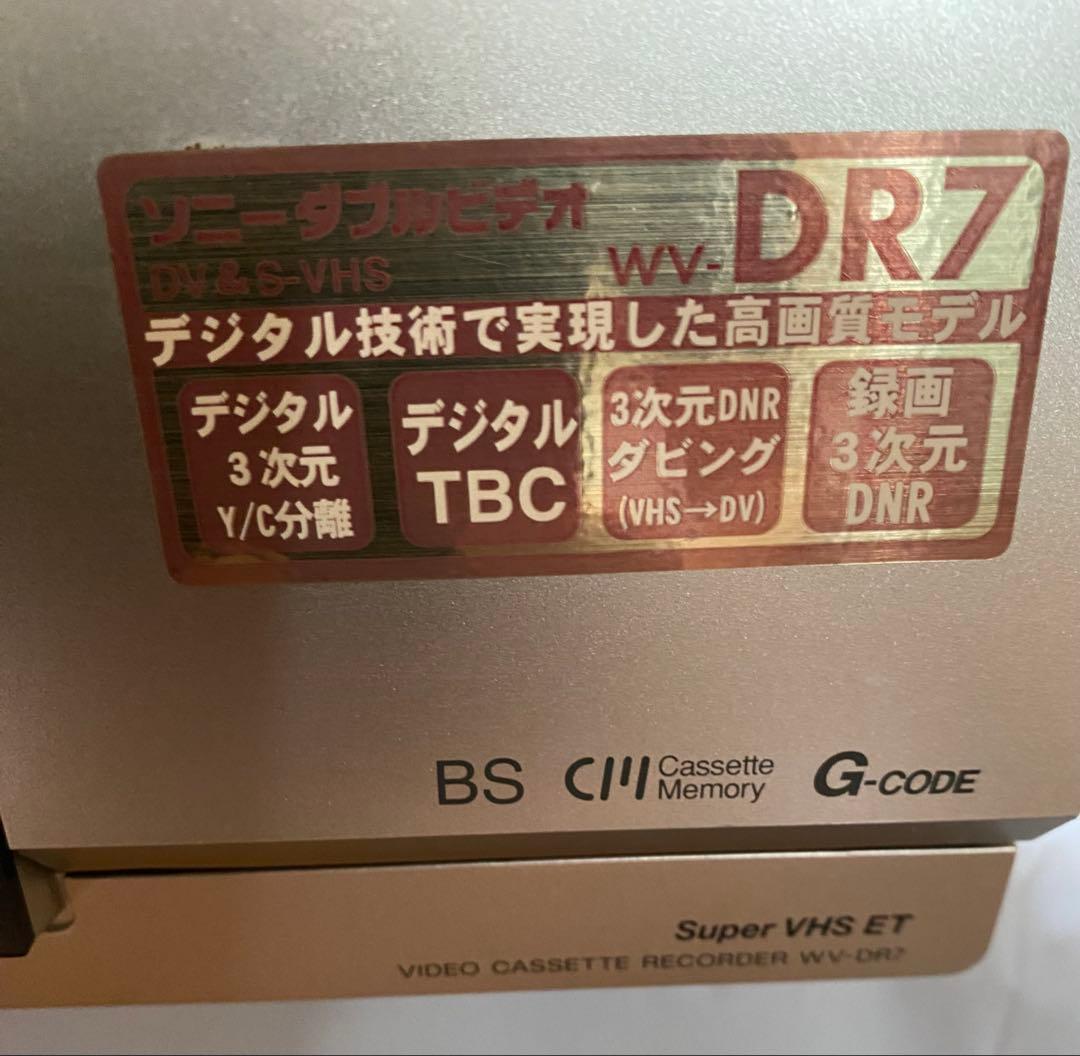 ソニーダブルビデオ
DV&S-VHS
WV-DR7
デジタル技術で実現した高画質モデル
デジタル
3次元
Y/C分離
デジタル
TBC
3次元DNR
ダビング
(VHS→DV)
録画
3次元
DNR
BS
CM Cassette
Memory
G-CODE
Super VHS ET
VIDEO CASSETTE RECORDER WV-DR7